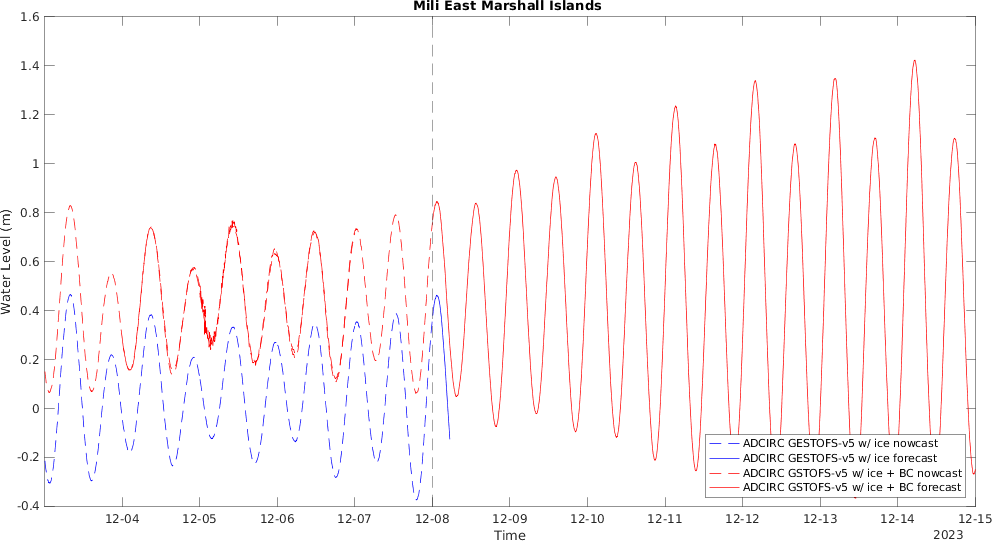 Mili East Marshall Islands
1.6
1.4
1.2
1
0.8
0.6
0.4
0.2
0
-0.2
-0.4
Water Level (m)
12-04 12-05 12-06 12-07 12-08 12-09 12-10 12-11 12-12 12-13 12-14 12-15
Time
2023
ADCIRC GESTOFS-v5 w/ ice nowcast
ADCIRC GESTOFS-v5 w/ ice forecast
ADCIRC GSTOFS-v5 w/ ice + BC nowcast
ADCIRC GSTOFS-v5 w/ ice + BC forecast